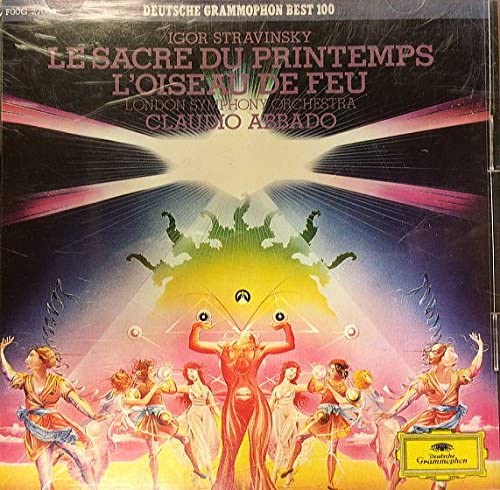 F00G
DEUTSCHE GRAMMOPHON BEST 100
IGOR STRAVINSKY
LE SACRE DU PRINTEMPS
L'OISEAU DE FEU
LONDON SYMPHONY ORCHESTRA
CLAUDIO ABBADO
Deutsche
Grammophon